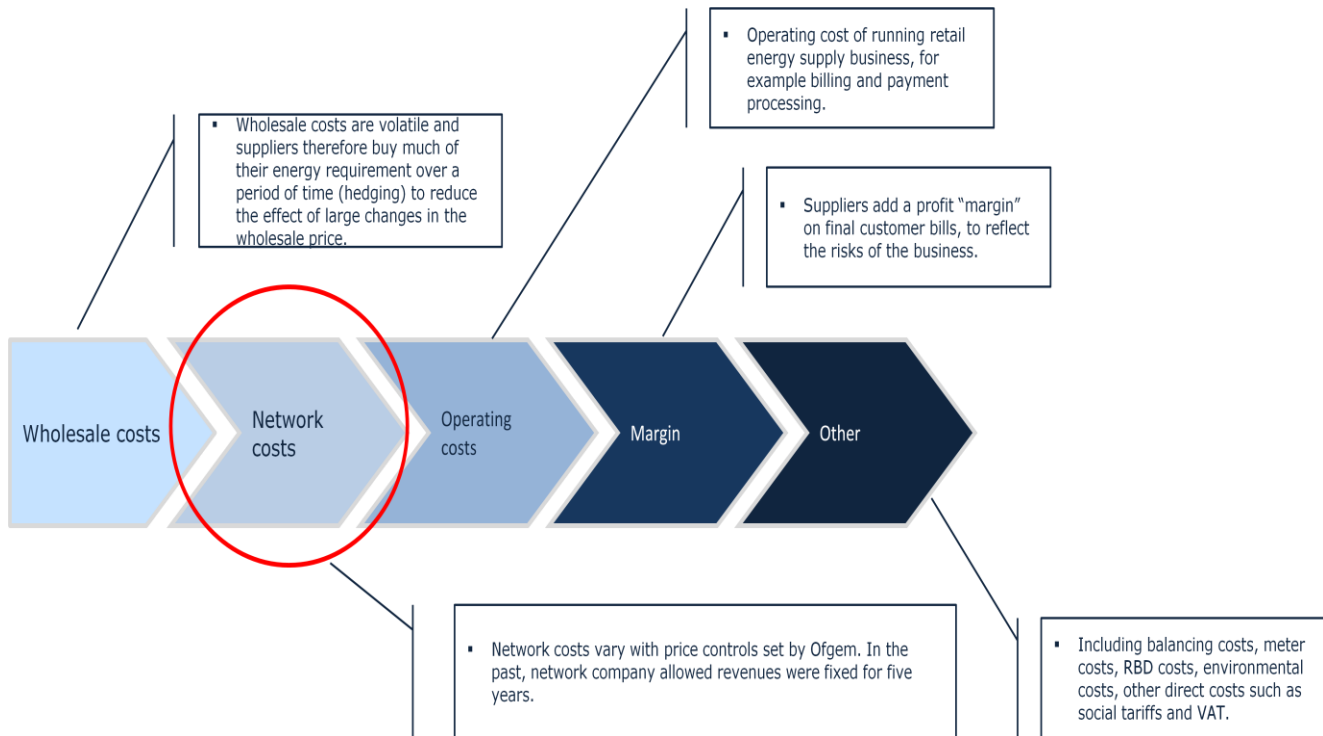 ▪ Operating cost of running retail
energy supply business, for
example billing and payment
processing.
▪ Wholesale costs are volatile and
suppliers therefore buy much of
their energy requirement over a
period of time (hedging) to reduce
the effect of large changes in the
wholesale price.
▪ Suppliers add a profit “margin”
on final customer bills, to reflect
the risks of the business.
Wholesale costs
Network
costs
Operating
costs
Margin
Other
▪ Network costs vary with price controls set by Ofgem. In the
past, network company allowed revenues were fixed for five
years.
▪ Including balancing costs, meter
costs, RBD costs, environmental
costs, other direct costs such as
social tariffs and VAT.